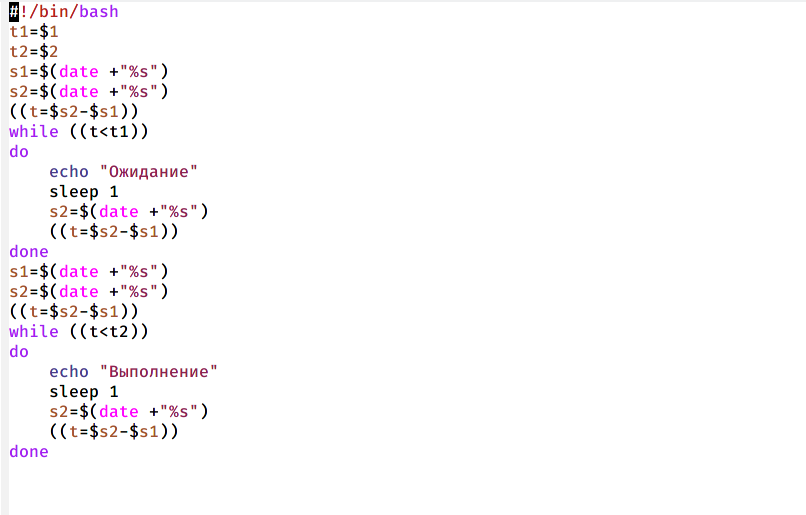 #!/bin/bash
t1=$1
t2=$2
s1=$(date +"%s")
s2=$(date +"%s")
((t=$s2-$s1))
while ((t<t1))
do
    echo "Ожидание"
    sleep 1
    s2=$(date +"%s")
    ((t=$s2-$s1))
done
s1=$(date +"%s")
s2=$(date +"%s")
((t=$s2-$s1))
while ((t<t2))
do
    echo "Выполнение"
    sleep 1
    s2=$(date +"%s")
    ((t=$s2-$s1))
done